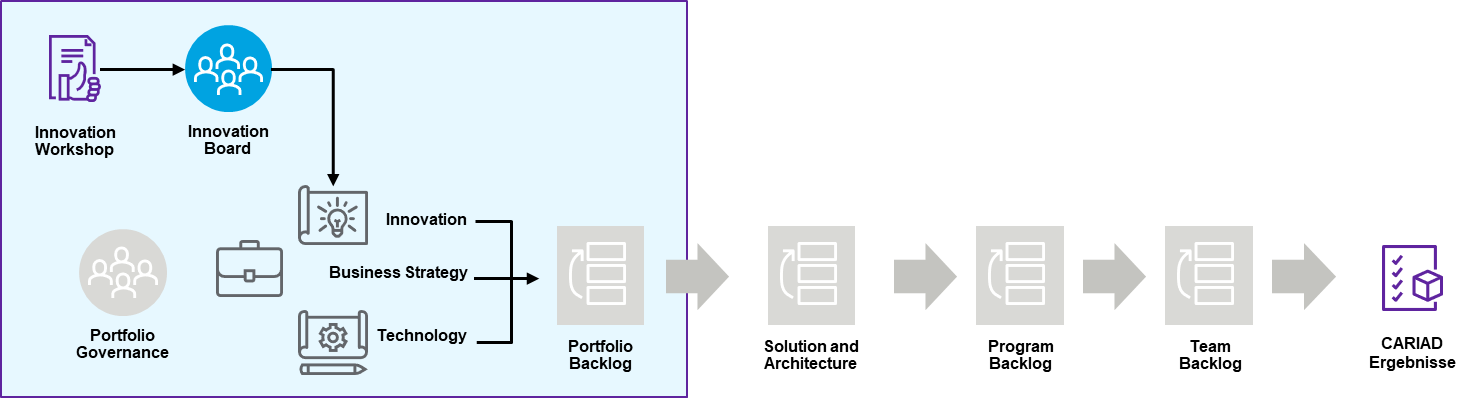 Innovation
Workshop
Innovation
Board
Innovation
Business Strategy
Technology
Portfolio
Governance
Portfolio
Backlog
Solution and
Architecture
Program
Backlog
Team
Backlog
CARIAD
Ergebnisse